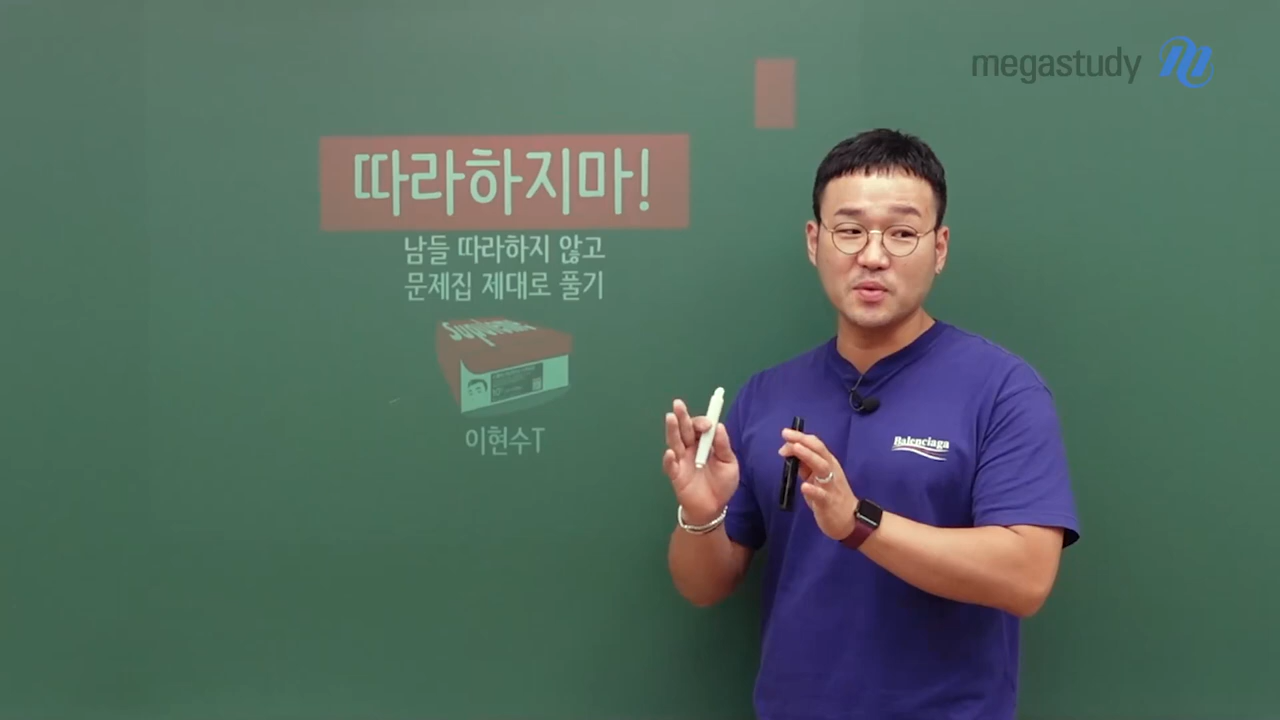 megastudy
따라하지마!
남들 따라하지 않고
문제집 제대로 풀기
Supreme
이현수T
Balenciaga